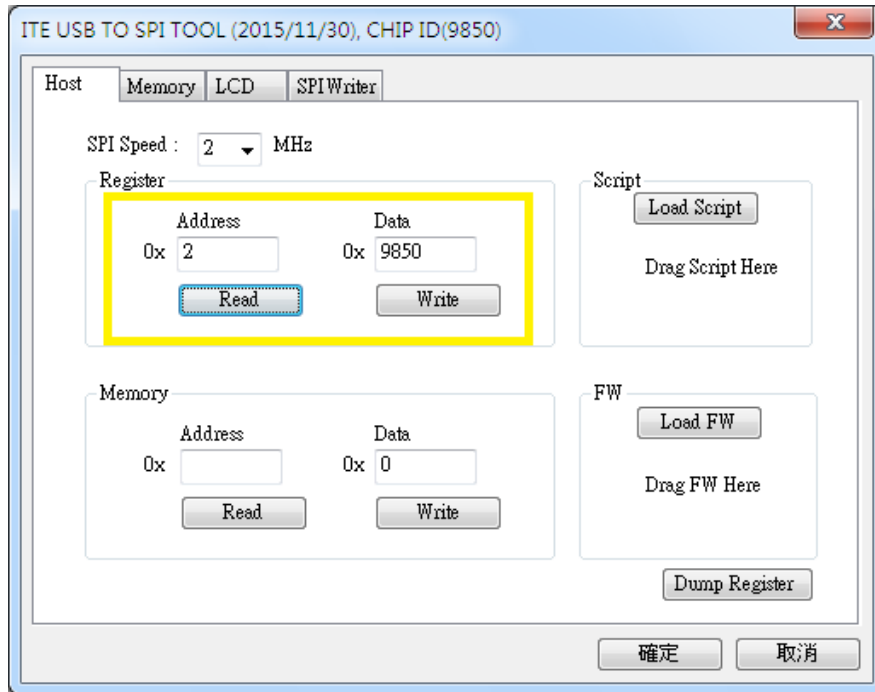 ITE USB TO SPI TOOL (2015/11/30), CHIP ID(9850)
Host Memory LCD SPIWriter
SPI Speed : 2 MHz
Register
Address Data
0x 2 0x 9850
Read Write
Script
Load Script
Drag Script Here
Memory
Address Data
0x 0x 0
Read Write
FW
Load FW
Drag FW Here
Dump Register
確定 取消